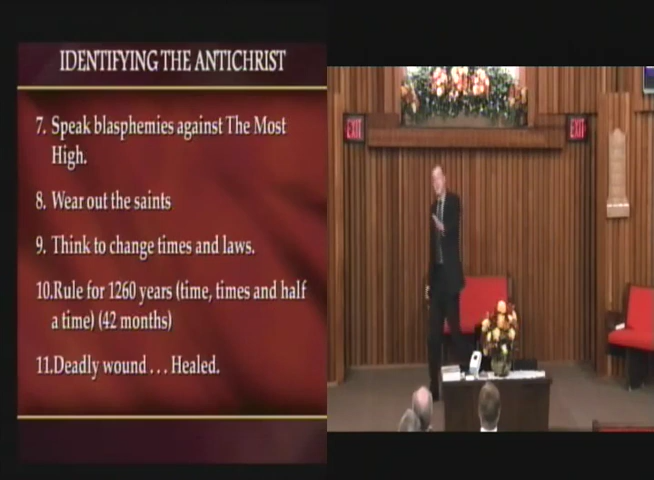 IDENTIFYING THE ANTICHRIST
7. Speak blasphemies against The Most
High.
8. Wear out the saints
9. Think to change times and laws.
10.Rule for 1260 years (time, times and half
a time) (42 months)
11.Deadly wound . . . Healed.
EXIT
EXIT